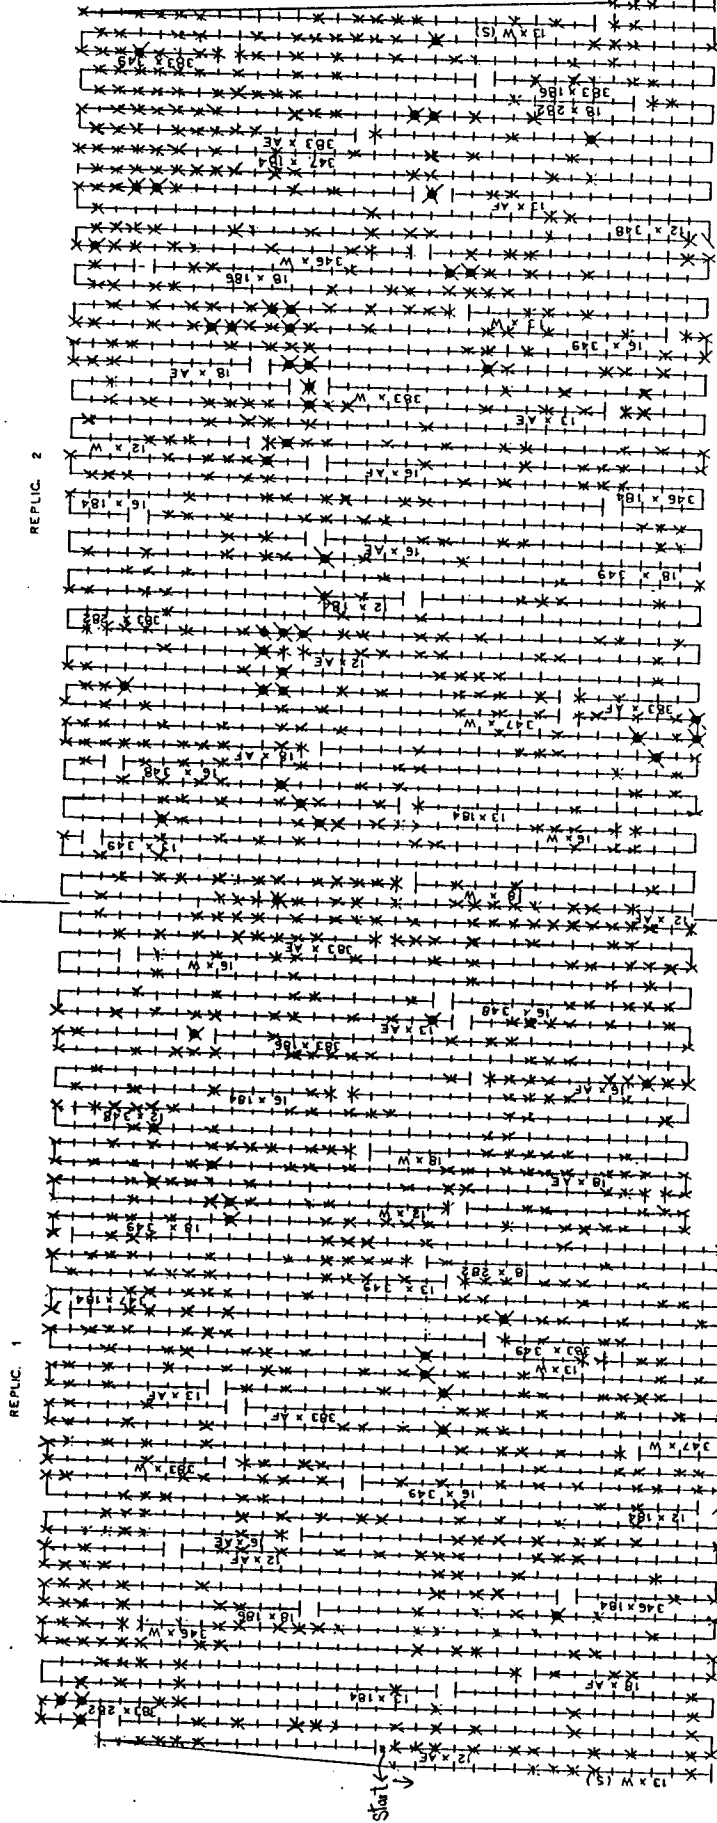 13 x W (S)
383 x 349
383 x 186
18 x 282
383 x AE
347 x 184
13 x AF
12 x 348
346 x W
18 x 186
13 x W
16 x 349
18 x AE
383 x W
13 x AE
12 x W
16 x AF
346 x 184
16 x 184
REPLIC. 2
16 x AE
18 x 349
12 x 184
383 x 282
12 x AE
383 x AF
347 x W
18 x AF
16 x 348
13 x 184
16 x W
13 x 349
18 x W
12 x AF
383 x AE
16 x W
16 x 348
13 x AE
383 x 186
16 x AF
16 x 184
12 x 348
18 x W
18 x AE
12 x W
18 x 349
18 x 282
13 x 349
347 x 184
REPLIC. 1
383 x 349
13 x W
13 x AF
383 x AF
347 x W
383 x W
16 x 349
12 x 184
16 x AE
12 x AF
346 x 184
18 x 186
346 x W
18 x AF
13 x 184
383 x 282
12 x AE
Start
13 x W (S)